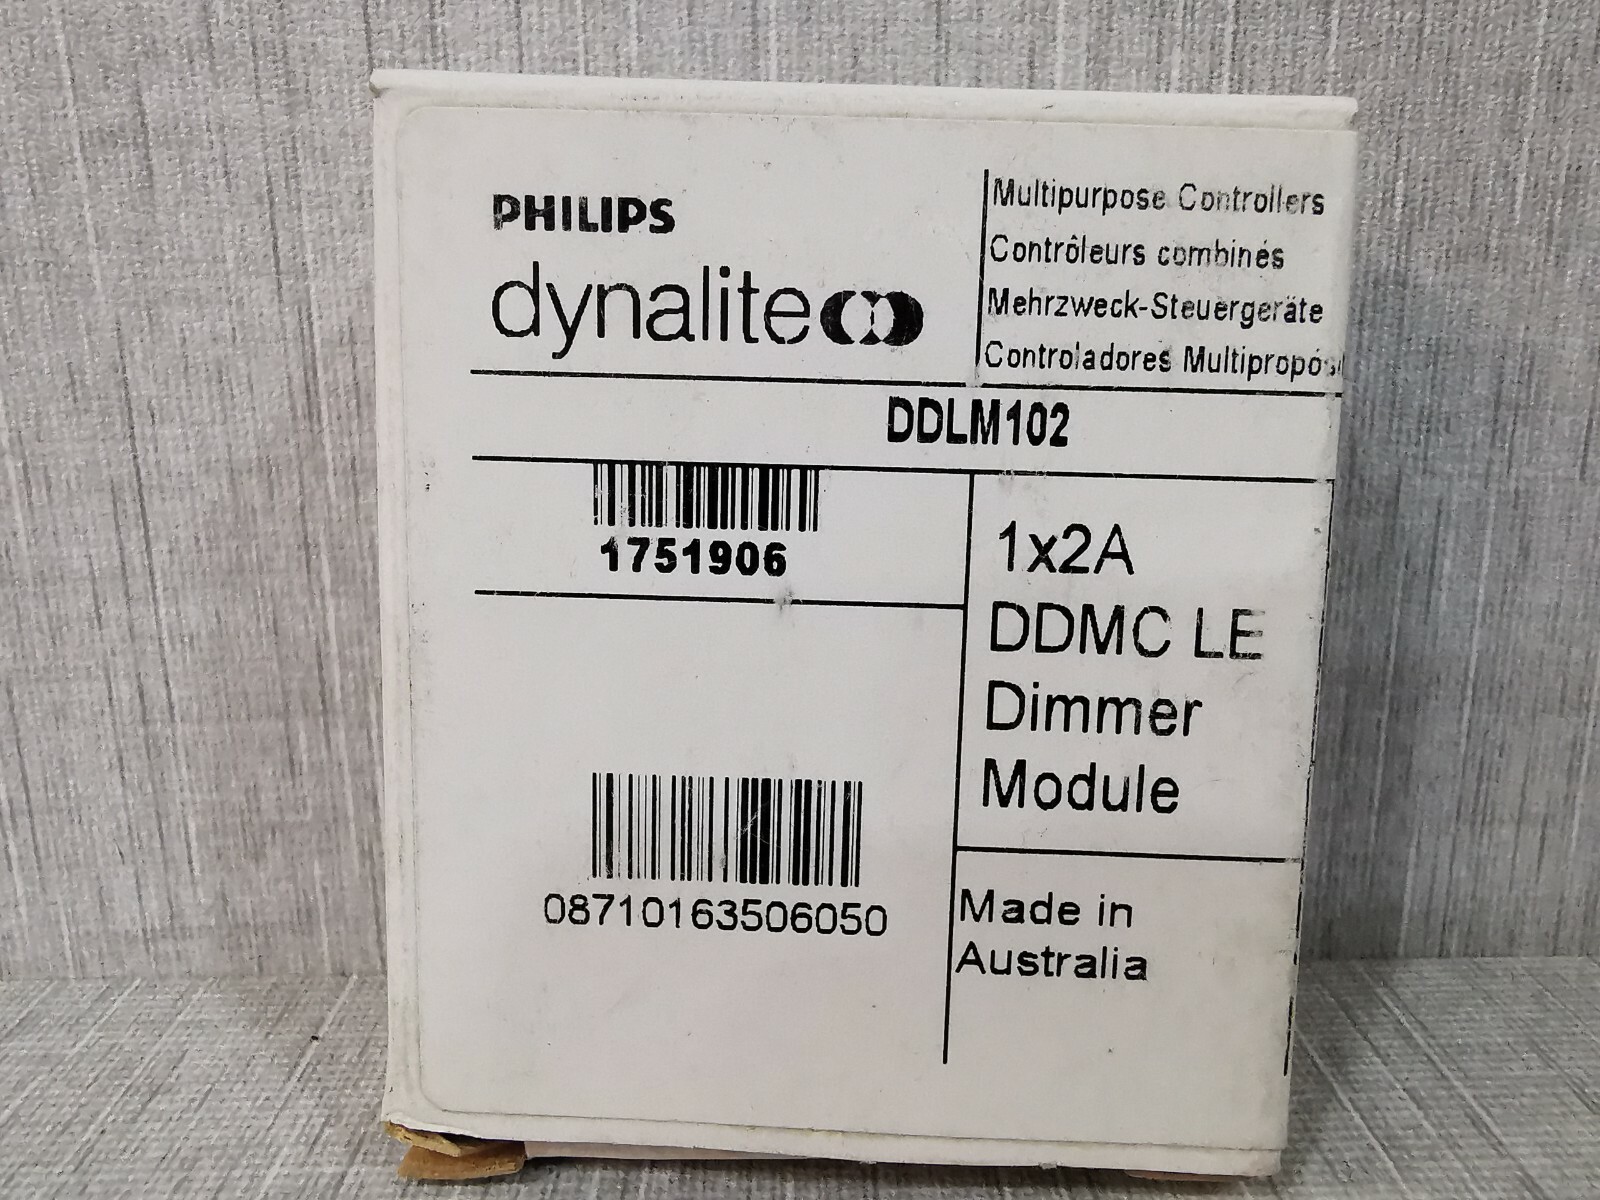 PHILIPS
dynalite
Multipurpose Controllers
Contrôleurs combinés
Mehrzweck-Steuergeräte
Controladores
DDLM102
1751906
1x2A
DDMC LE
Dimmer
Module
08710163506050
Made in
Australia